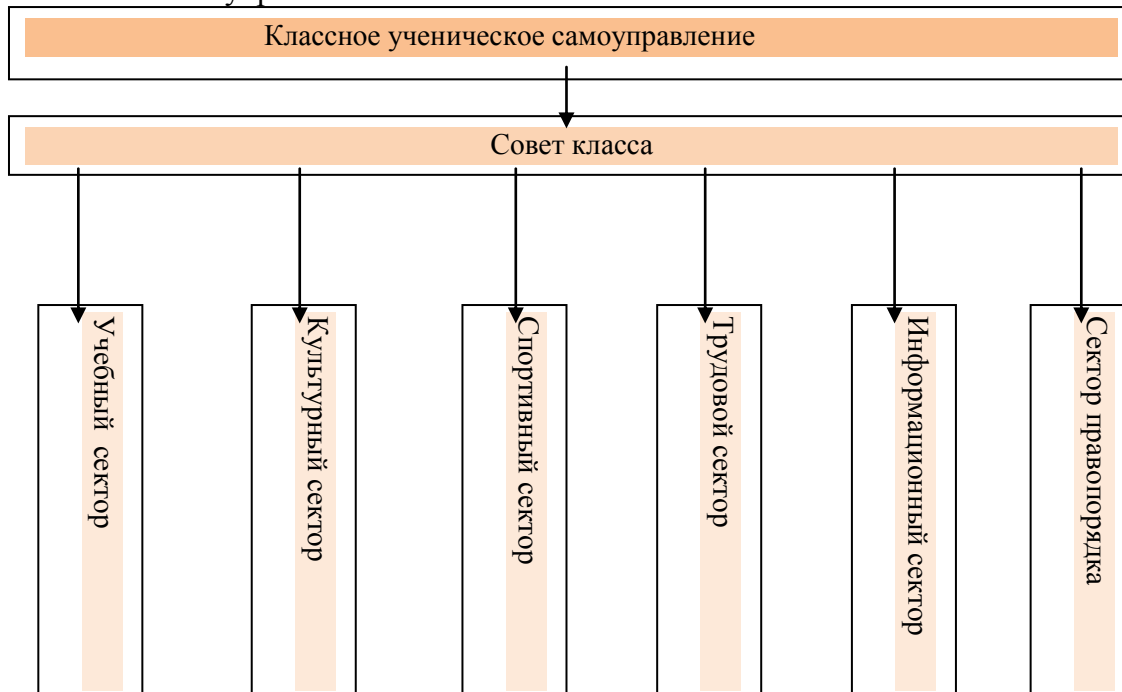 Классное ученическое самоуправление
Совет класса
Учебный сектор
Культурный сектор
Спортивный сектор
Трудовой сектор
Информационный сектор
Сектор правопорядка